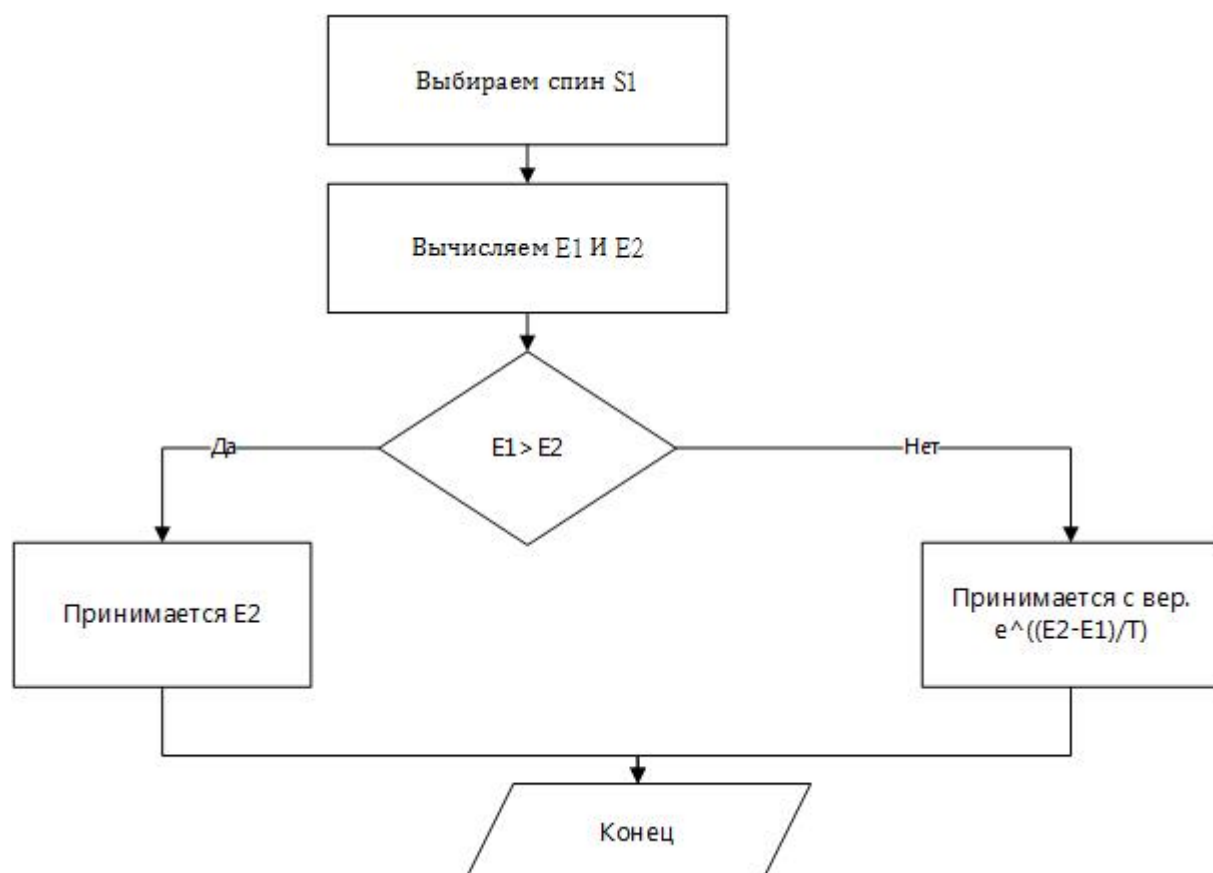 Выбираем спин S1
Вычисляем E1 И E2
E1> E2
Да
Нет
Принимается E2
Принимается с вер.
e^((E2-E1)/T)
Конец